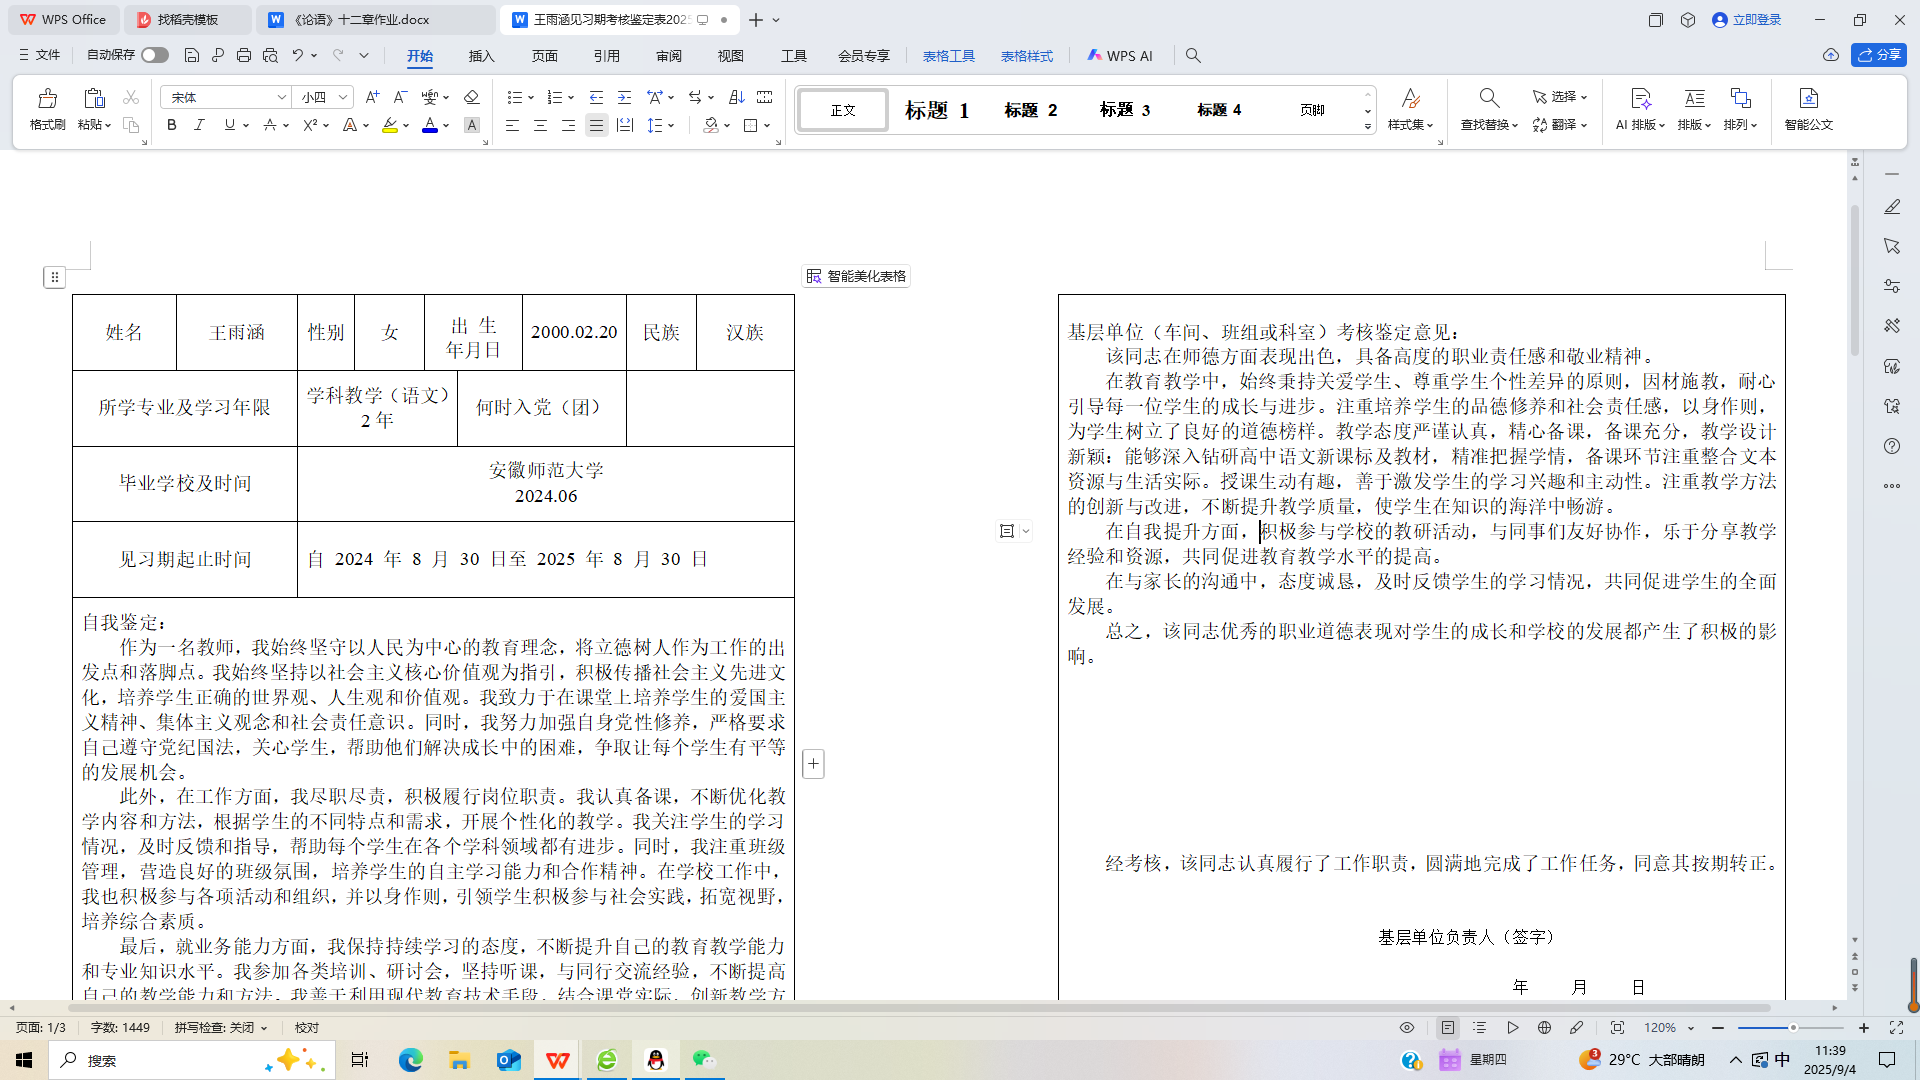 WPS Office
找稻壳模板
《论语》十二章作业.docx
王雨涵见习期考核鉴定表2025
立即登录
文件
自动保存
开始
插入
页面
引用
审阅
视图
工具
会员专享
表格工具
表格样式
WPS AI
分享
格式刷
粘贴
宋体
小四
正文
标题 1
标题 2
标题 3
标题 4
页脚
样式集
查找替换
选择
翻译
AI 排版
排版
排列
智能公文
智能美化表格
姓名 王雨涵 性别 女 出 生 年月日 2000.02.20 民族 汉族
所学专业及学习年限 学科教学（语文）2 年 何时入党（团）
毕业学校及时间 安徽师范大学
2024.06
见习期起止时间 自 2024 年 8 月 30 日至 2025 年 8 月 30 日
自我鉴定：
作为一名教师，我始终坚守以人民为中心的教育理念，将立德树人作为工作的出
发点和落脚点。我始终坚持以社会主义核心价值观为指引，积极传播社会主义先进文
化，培养学生正确的世界观、人生观和价值观。我致力于在课堂上培养学生的爱国主
义精神、集体主义观念和社会责任意识。同时，我努力加强自身党性修养，严格要求
自己遵守党纪国法，关心学生，帮助他们解决成长中的困难，争取让每个学生有平等
的发展机会。
此外，在工作方面，我尽职尽责，积极履行岗位职责。我认真备课，不断优化教
学内容和方法，根据学生的不同特点和需求，开展个性化的教学。我关注学生的学习
情况，及时反馈和指导，帮助每个学生在各个学科领域都有进步。同时，我注重班级
管理，营造良好的班级氛围，培养学生的自主学习能力和合作精神。在学校工作中，
我也积极参与各项活动和组织，并以身作则，引领学生积极参与社会实践，拓宽视野，
培养综合素质。
最后，就业务能力方面，我保持持续学习的态度，不断提升自己的教育教学能力
和专业知识水平。我参加各类培训、研讨会，坚持听课，与同行交流经验，不断提高
自己的教学能力和方法。我善于利用现代教育技术手段，结合课堂实际，创新教学方
基层单位（车间、班组或科室）考核鉴定意见：
该同志在师德方面表现出色，具备高度的职业责任感和敬业精神。
在教育教学中，始终秉持关爱学生、尊重学生个性差异的原则，因材施教，耐心
引导每一位学生的成长与进步。注重培养学生的品德修养和社会责任感，以身作则，
为学生树立了良好的道德榜样。教学态度严谨认真，精心备课，备课充分，教学设计
新颖：能够深入钻研高中语文新课标及教材，精准把握学情，备课环节注重整合文本
资源与生活实际。授课生动有趣，善于激发学生的学习兴趣和主动性。注重教学方法
的创新与改进，不断提升教学质量，使学生在知识的海洋中畅游。
在自我提升方面，积极参与学校的教研活动，与同事们友好协作，乐于分享教学
经验和资源，共同促进教育教学水平的提高。
在与家长的沟通中，态度诚恳，及时反馈学生的学习情况，共同促进学生的全面
发展。
总之，该同志优秀的职业道德表现对学生的成长和学校的发展都产生了积极的影
响。
经考核，该同志认真履行了工作职责，圆满地完成了工作任务，同意其按期转正。
基层单位负责人（签字）
年 月 日
页面: 1/3
字数: 1449
拼写检查: 关闭
校对
120%
搜索
星期四
29°C 大部晴朗
中
11:39
2025/9/4